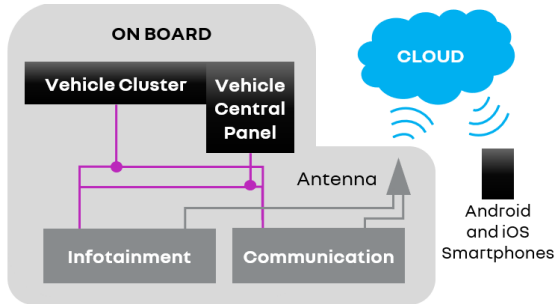 ON BOARD
CLOUD
Vehicle Cluster
Vehicle
Central
Panel
Antenna
Android
and iOS
Smartphones
Infotainment
Communication